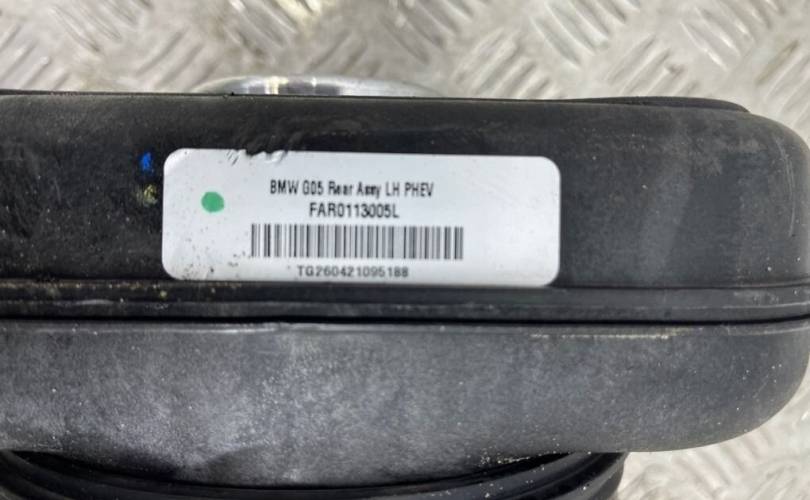 BMW G05 Rear Assy LH PHEV
FAR0113005L
TG260421095188